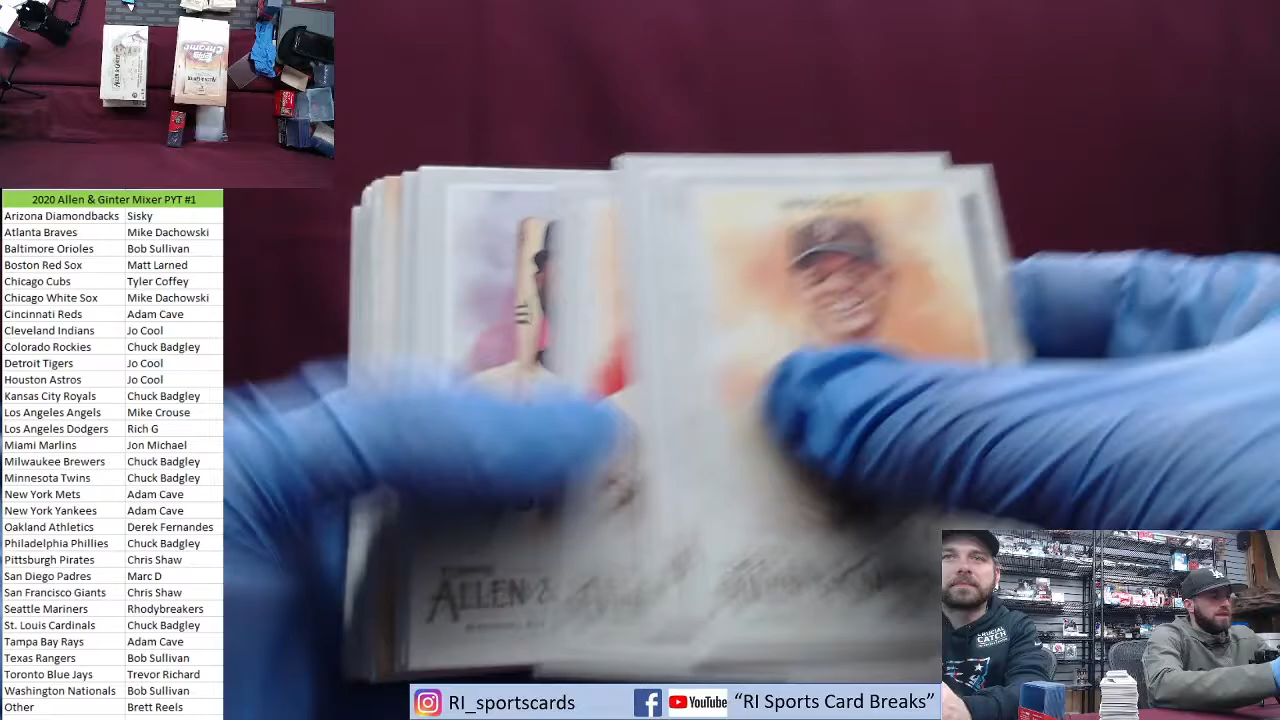 2020 Allen & Ginter Mixer PYT #1
Arizona Diamondbacks Sisky
Atlanta Braves Mike Dachowski
Baltimore Orioles Bob Sullivan
Boston Red Sox Matt Larned
Chicago Cubs Tyler Coffey
Chicago White Sox Mike Dachowski
Cincinnati Reds Adam Cave
Cleveland Indians Jo Cool
Colorado Rockies Chuck Badgley
Detroit Tigers Jo Cool
Houston Astros Jo Cool
Kansas City Royals Chuck Badgley
Los Angeles Angels Mike Crouse
Los Angeles Dodgers Rich G
Miami Marlins Jon Michael
Milwaukee Brewers Chuck Badgley
Minnesota Twins Chuck Badgley
New York Mets Adam Cave
New York Yankees Adam Cave
Oakland Athletics Derek Fernandes
Philadelphia Phillies Chuck Badgley
Pittsburgh Pirates Chris Shaw
San Diego Padres Marc D
San Francisco Giants Chris Shaw
Seattle Mariners Rhodybreakers
St. Louis Cardinals Chuck Badgley
Tampa Bay Rays Adam Cave
Texas Rangers Bob Sullivan
Toronto Blue Jays Trevor Richard
Washington Nationals Bob Sullivan
Other Brett Reels
ALLEN &
CRUCIAL
CATCH
RI_sportscards
YouTube
"RI Sports Card Breaks"